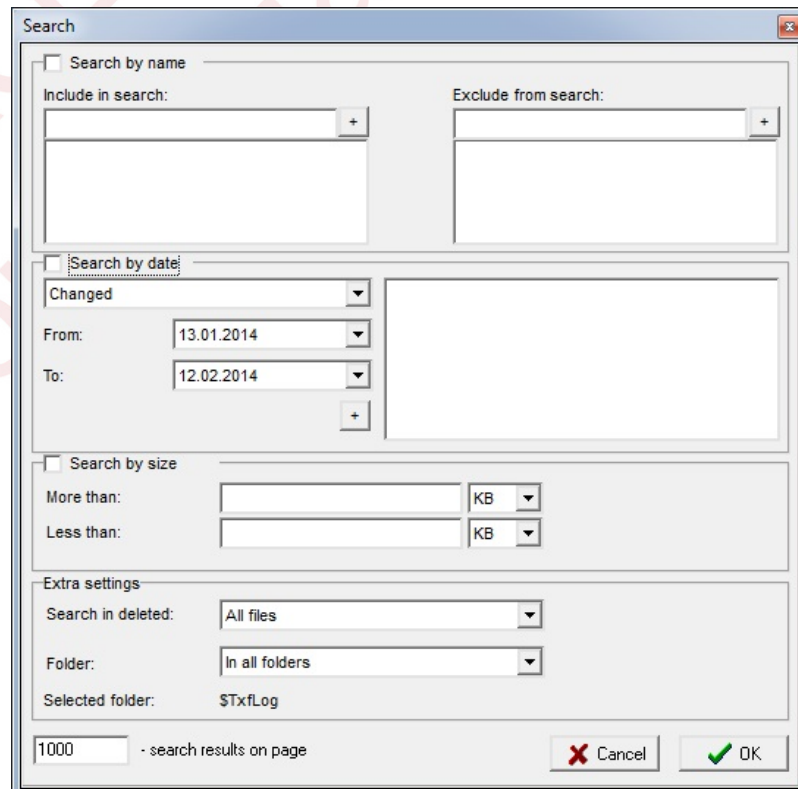 Search
Search by name
Include in search: Exclude from search:
+ +
Search by date
Changed
From: 13.01.2014
To: 12.02.2014
+
Search by size
More than: KB
Less than: KB
Extra settings
Search in deleted: All files
Folder: In all folders
Selected folder: $TxfLog
1000 - search results on page Cancel OK